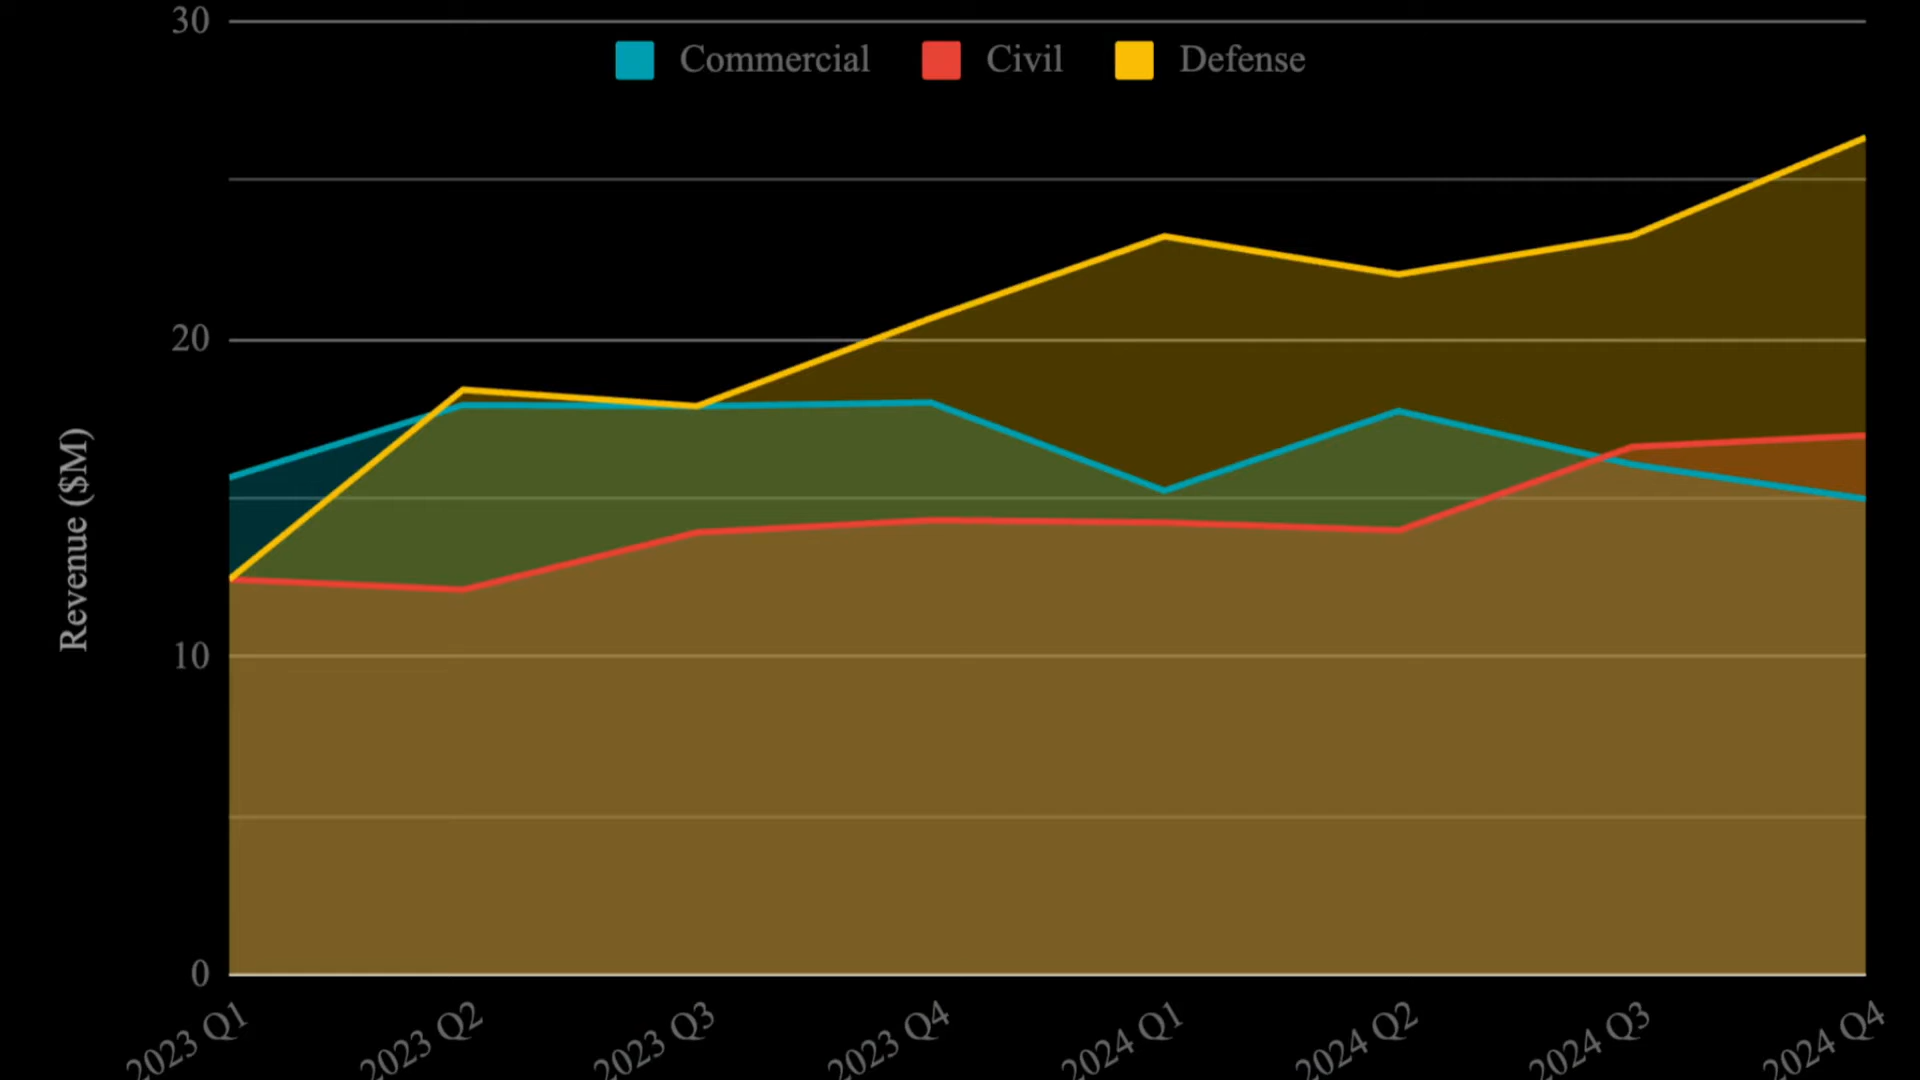 30
Commercial Civil Defense
20
Revenue ($M)
10
0
2023 Q1 2023 Q2 2023 Q3 2023 Q4 2024 Q1 2024 Q2 2024 Q3 2024 Q4